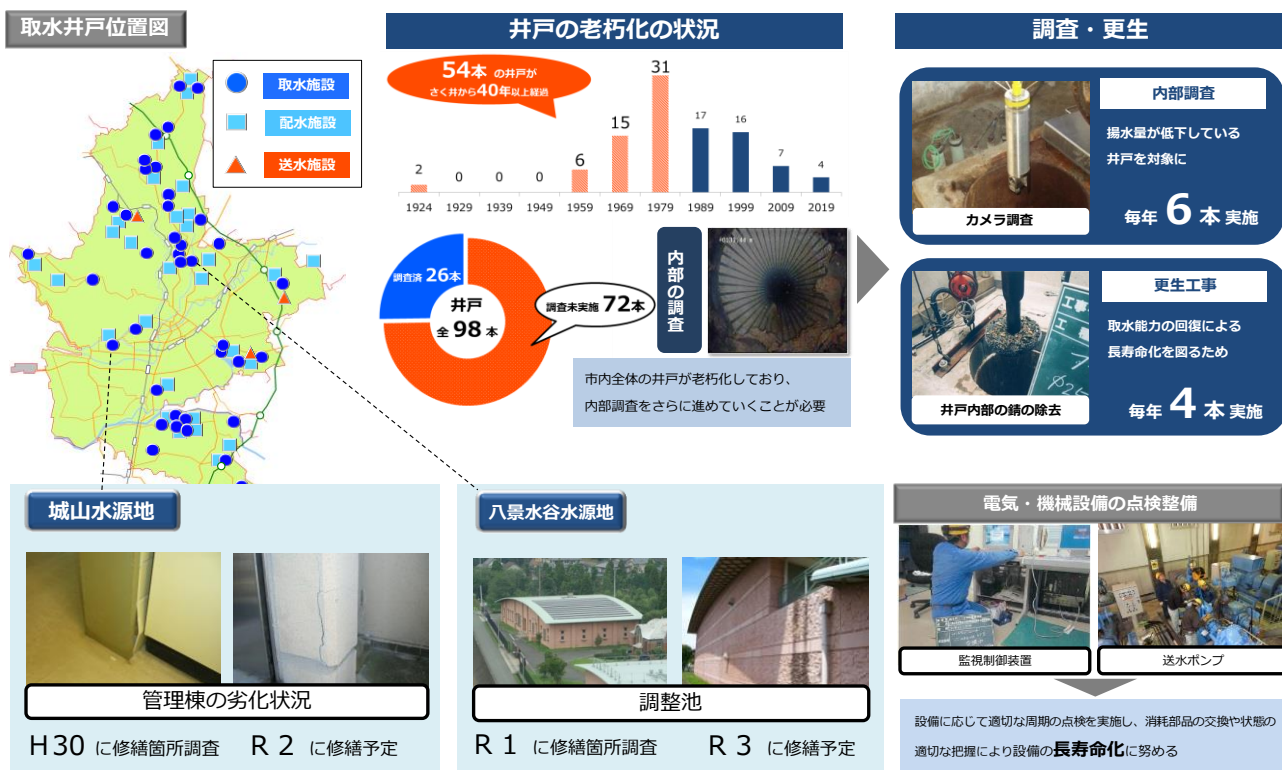 取水井戸位置図
取水施設
配水施設
送水施設
井戸の老朽化の状況
54本 の井戸が
さく井から40年以上経過
2
0
0
0
6
15
31
17
16
7
4
1924 1929 1939 1949 1959 1969 1979 1989 1999 2009 2019
調査済 26本
井戸
全 98 本
調査未実施 72本
内部の調査
市内全体の井戸が老朽化しており、
内部調査をさらに進めていくことが必要
調査・更生
カメラ調査
内部調査
揚水量が低下している
井戸を対象に
毎年 6 本 実施
井戸内部の錆の除去
更生工事
取水能力の回復による
長寿命化を図るため
毎年 4 本 実施
城山水源地
管理棟の劣化状況
H30 に修繕箇所調査 R 2 に修繕予定
八景水谷水源地
調整池
R 1 に修繕箇所調査 R 3 に修繕予定
電気・機械設備の点検整備
監視制御装置
送水ポンプ
設備に応じて適切な周期の点検を実施し、消耗部品の交換や状態の
適切な把握により設備の長寿命化に努める